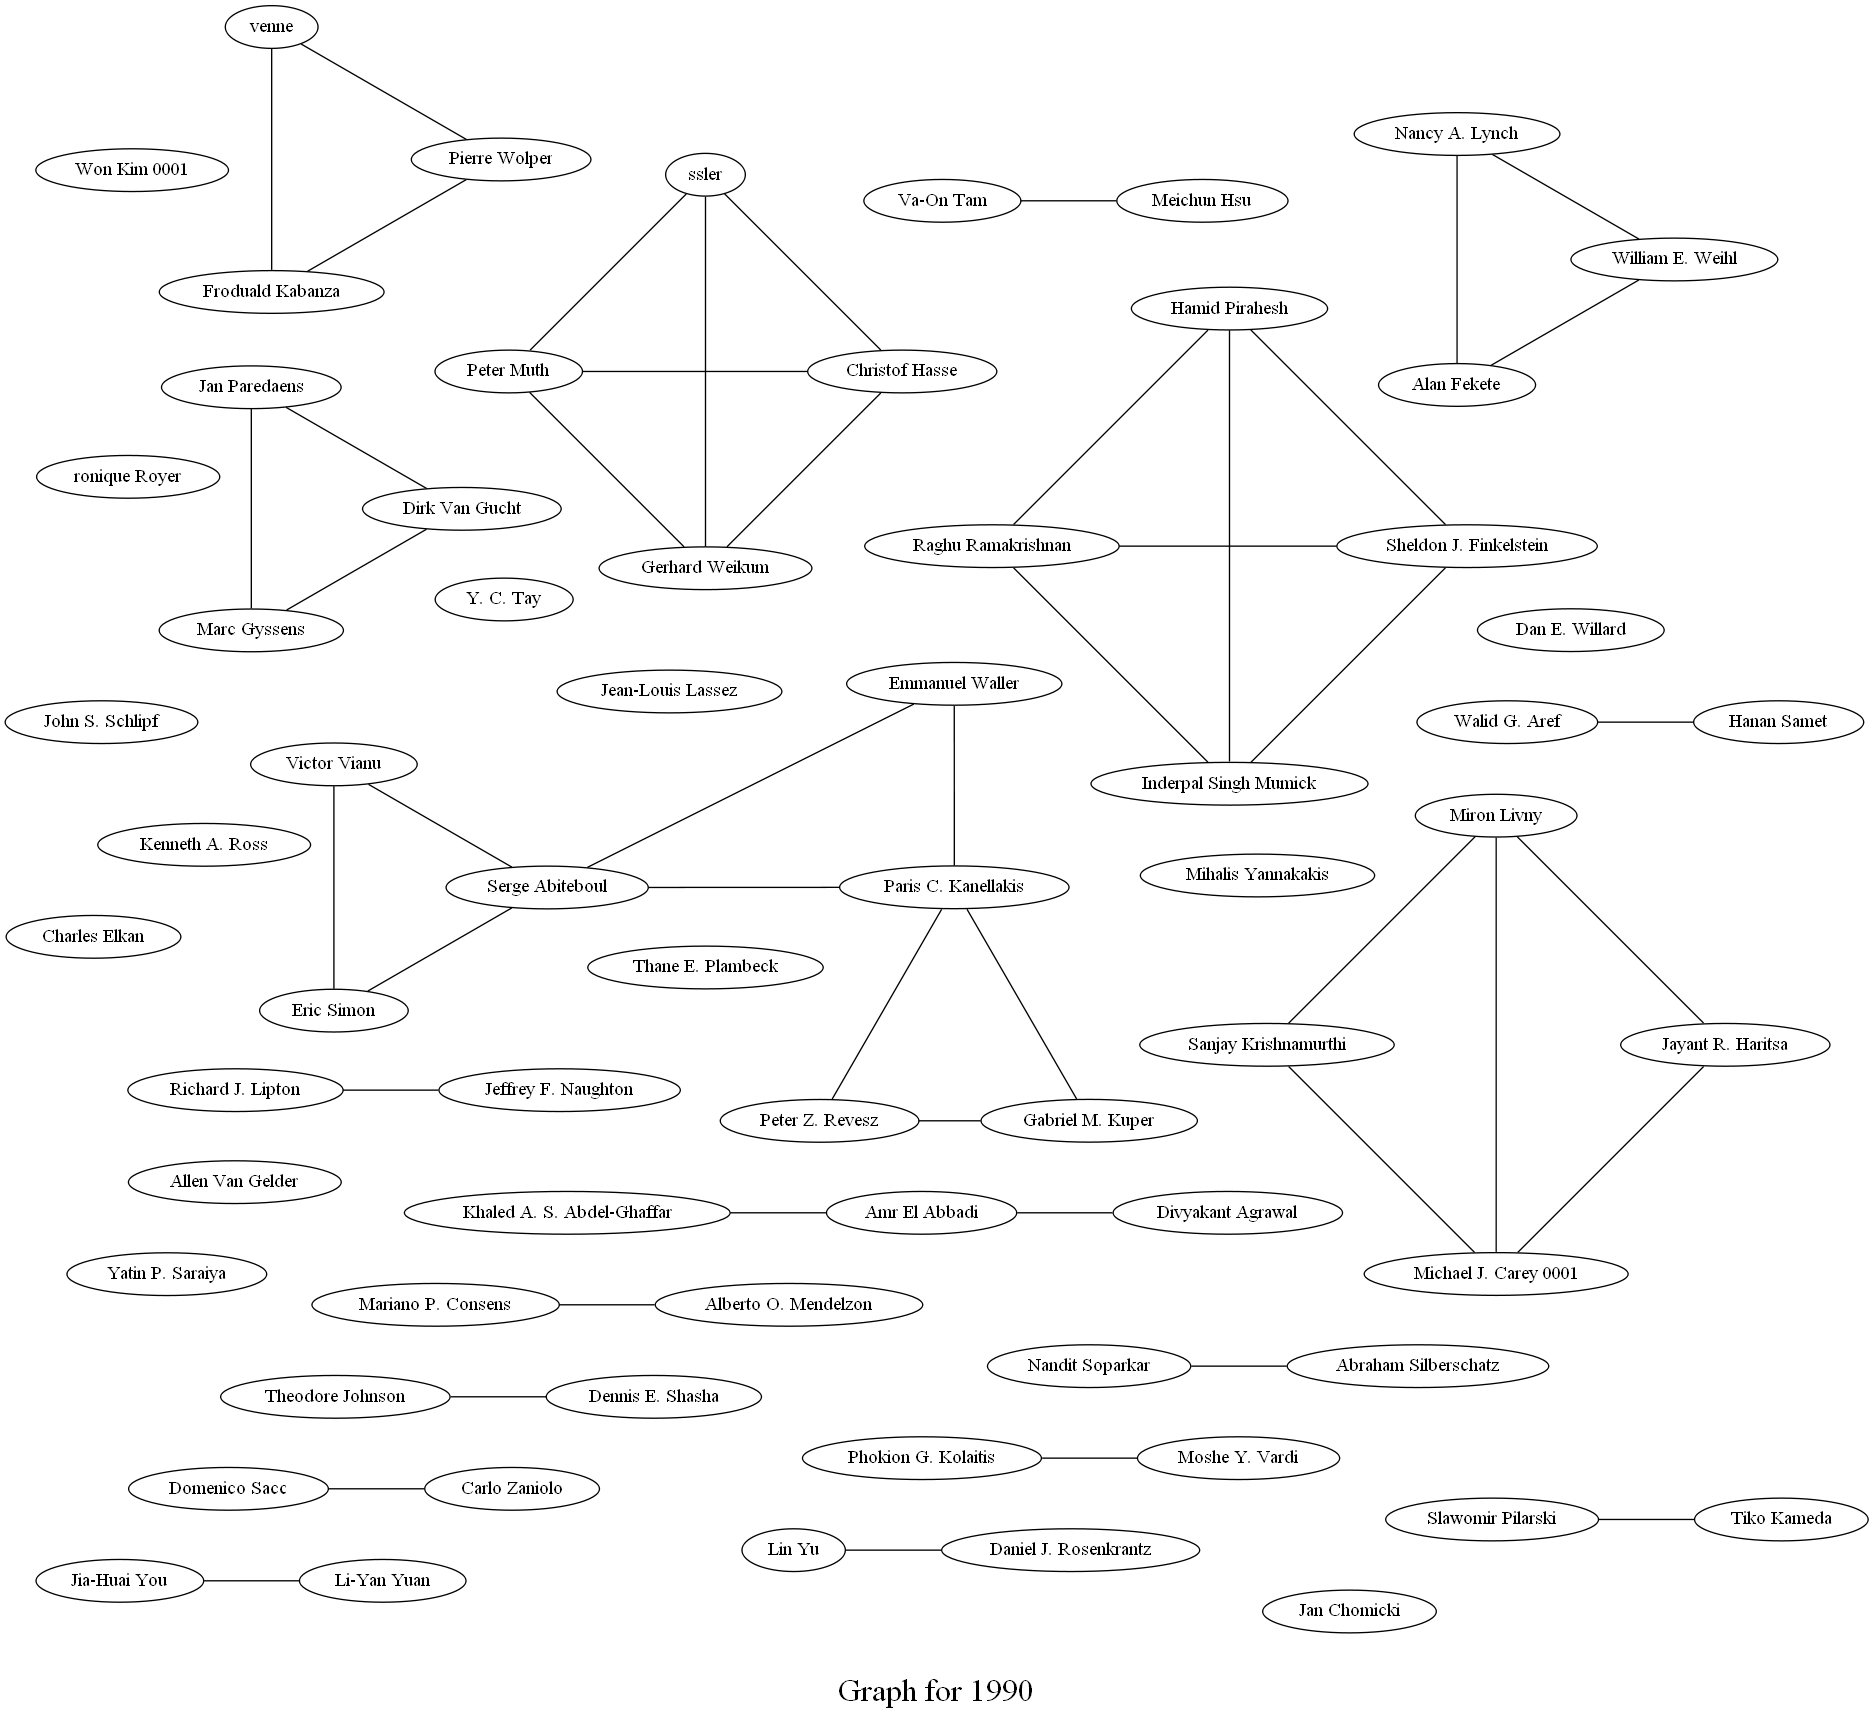 venne
Nancy A. Lynch
Pierre Wolper
Won Kim 0001
ssler
Va-On Tam
Meichun Hsu
William E. Weihl
Froduald Kabanza
Hamid Pirahesh
Peter Muth
Christof Hasse
Alan Fekete
Jan Paredaens
ronique Royer
Dirk Van Gucht
Raghu Ramakrishnan
Sheldon J. Finkelstein
Gerhard Weikum
Y. C. Tay
Marc Gyssens
Dan E. Willard
Jean-Louis Lassez
Emmanuel Waller
John S. Schlipf
Walid G. Aref
Hanan Samet
Victor Vianu
Inderpal Singh Mumick
Miron Livny
Kenneth A. Ross
Serge Abiteboul
Paris C. Kanellakis
Mihalis Yannakakis
Charles Elkan
Thane E. Plambeck
Eric Simon
Sanjay Krishnamurthi
Jayant R. Haritsa
Richard J. Lipton
Jeffrey F. Naughton
Peter Z. Revesz
Gabriel M. Kuper
Allen Van Gelder
Khaled A. S. Abdel-Ghaffar
Amr El Abbadi
Divyakant Agrawal
Yatin P. Saraiya
Michael J. Carey 0001
Mariano P. Consens
Alberto O. Mendelzon
Nandit Soparkar
Abraham Silberschatz
Theodore Johnson
Dennis E. Shasha
Phokion G. Kolaitis
Moshe Y. Vardi
Domenico Sacc
Carlo Zaniolo
Slawomir Pilarski
Tiko Kameda
Lin Yu
Daniel J. Rosenkrantz
Jia-Huai You
Li-Yan Yuan
Jan Chomicki
Graph for 1990